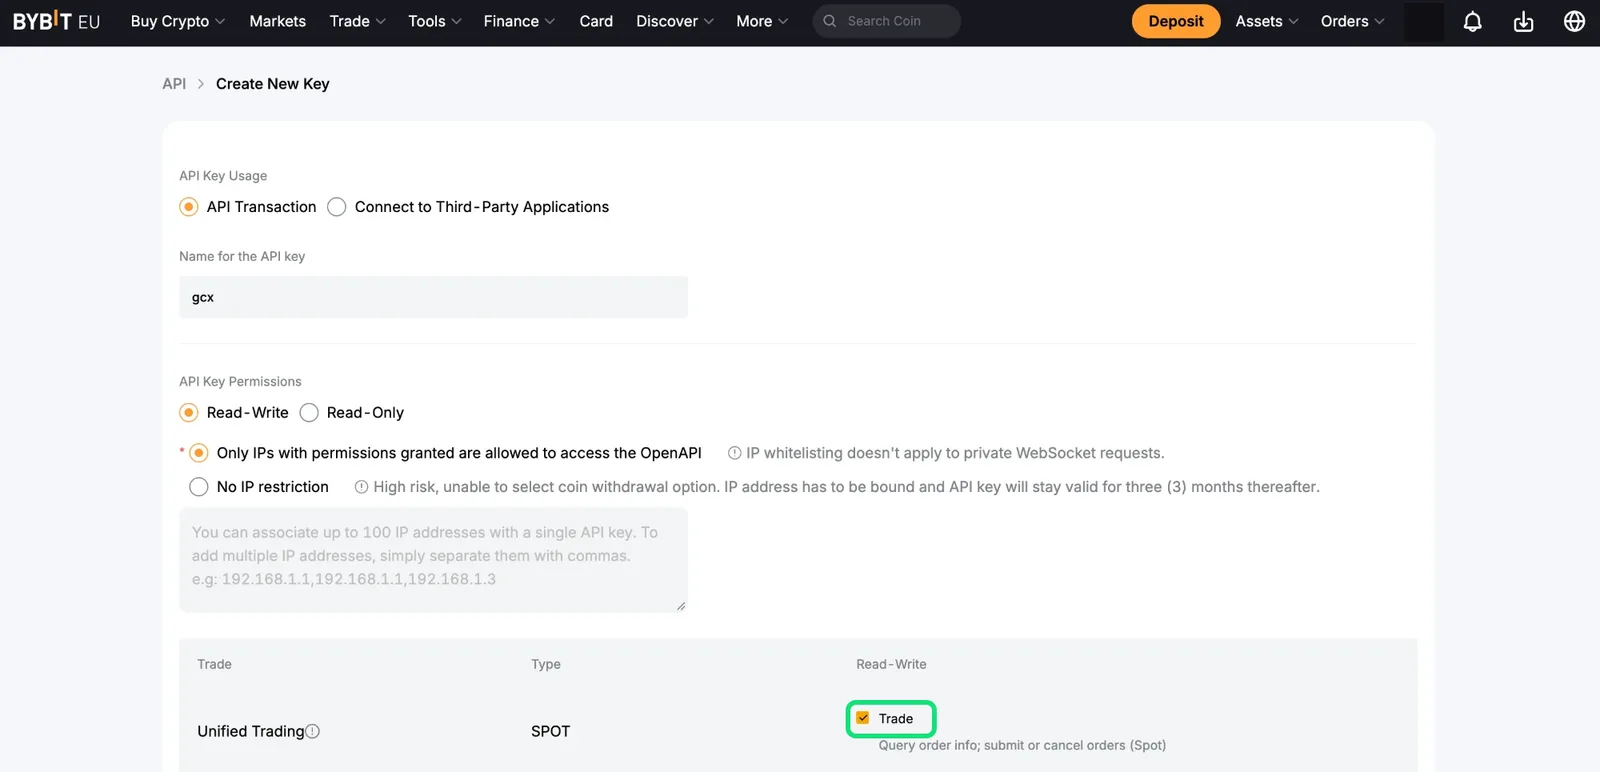 BYBIT EU Buy Crypto Markets Trade Tools Finance Card Discover More Search Coin Deposit Assets Orders
API > Create New Key
API Key Usage
API Transaction Connect to Third-Party Applications
Name for the API key
gcx
API Key Permissions
Read-Write Read-Only
* Only IPs with permissions granted are allowed to access the OpenAPI IP whitelisting doesn't apply to private WebSocket requests.
No IP restriction High risk, unable to select coin withdrawal option. IP address has to be bound and API key will stay valid for three (3) months thereafter.
You can associate up to 100 IP addresses with a single API key. To
add multiple IP addresses, simply separate them with commas.
e.g: 192.168.1.1,192.168.1.1,192.168.1.3
Trade Type Read-Write
Trade
Unified Trading SPOT
Query order info; submit or cancel orders (Spot)